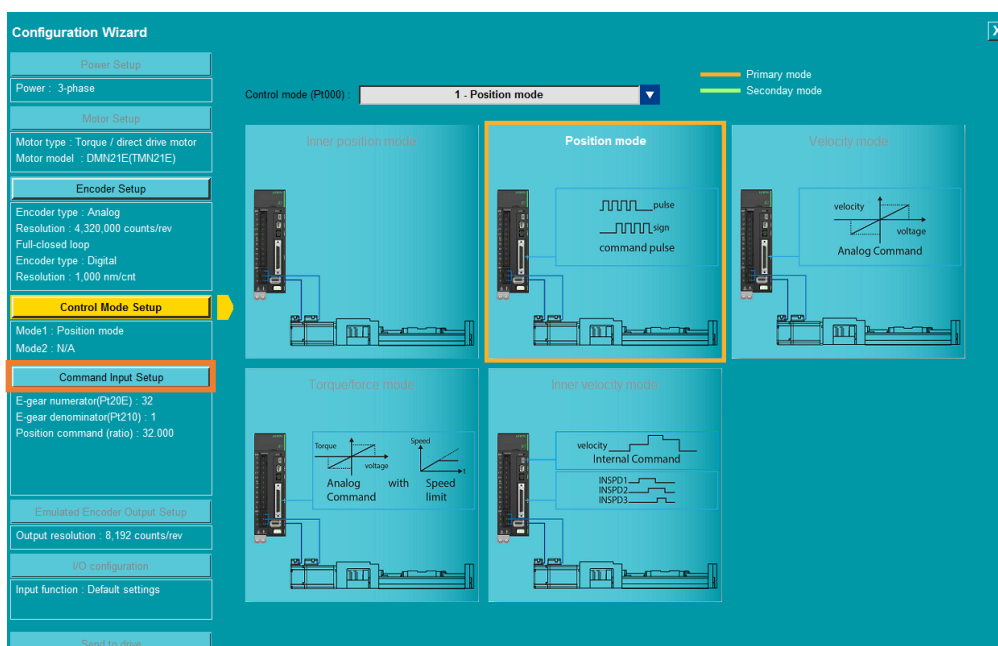 Configuration Wizard
X
Power Setup
Power : 3-phase
Motor Setup
Motor type : Torque / direct drive motor
Motor model : DMN21E(TMN21E)
Encoder Setup
Encoder type : Analog
Resolution : 4,320,000 counts/rev
Full-closed loop
Encoder type : Digital
Resolution : 1,000 nm/cnt
Control Mode Setup
Mode1 : Position mode
Mode2 : N/A
Command Input Setup
E-gear numerator(Pt20E) : 32
E-gear denominator(Pt210) : 1
Position command (ratio) : 32.000
Emulated Encoder Output Setup
Output resolution : 8,192 counts/rev
I/O configuration
Input function : Default settings
Send to drive
Control mode (Pt000) : 1 - Position mode
Primary mode
Seconday mode
Inner position mode
Position mode
pulse
sign
command pulse
Velocity mode
velocity
voltage
Analog Command
Torque/force mode
Torque
voltage
Speed
t
Analog with Speed
Command limit
Inner velocity mode
velocity
Internal Command
INSPD1
INSPD2
INSPD3